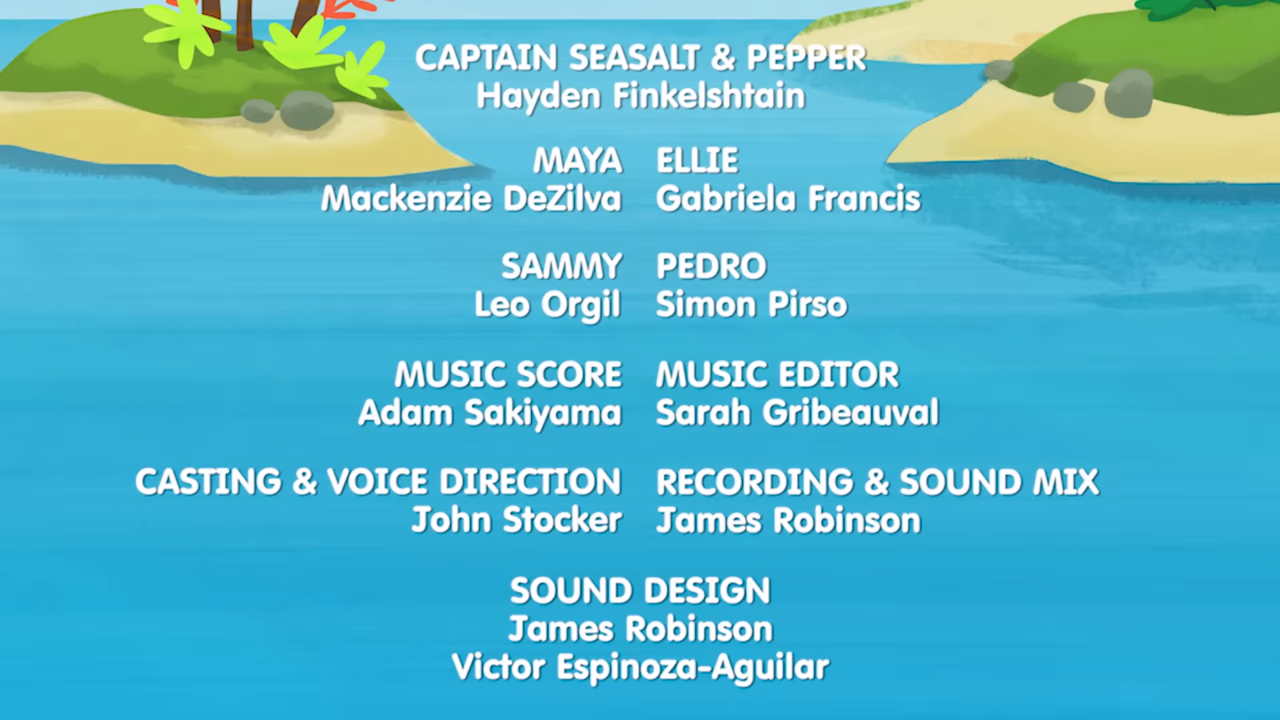 CAPTAIN SEASALT & PEPPER
Hayden Finkelshtain
MAYA ELLIE
Mackenzie DeZilva Gabriela Francis
SAMMY PEDRO
Leo Orgil Simon Pirso
MUSIC SCORE MUSIC EDITOR
Adam Sakiyama Sarah Gribeauval
CASTING & VOICE DIRECTION RECORDING & SOUND MIX
John Stocker James Robinson
SOUND DESIGN
James Robinson
Victor Espinoza-Aguilar